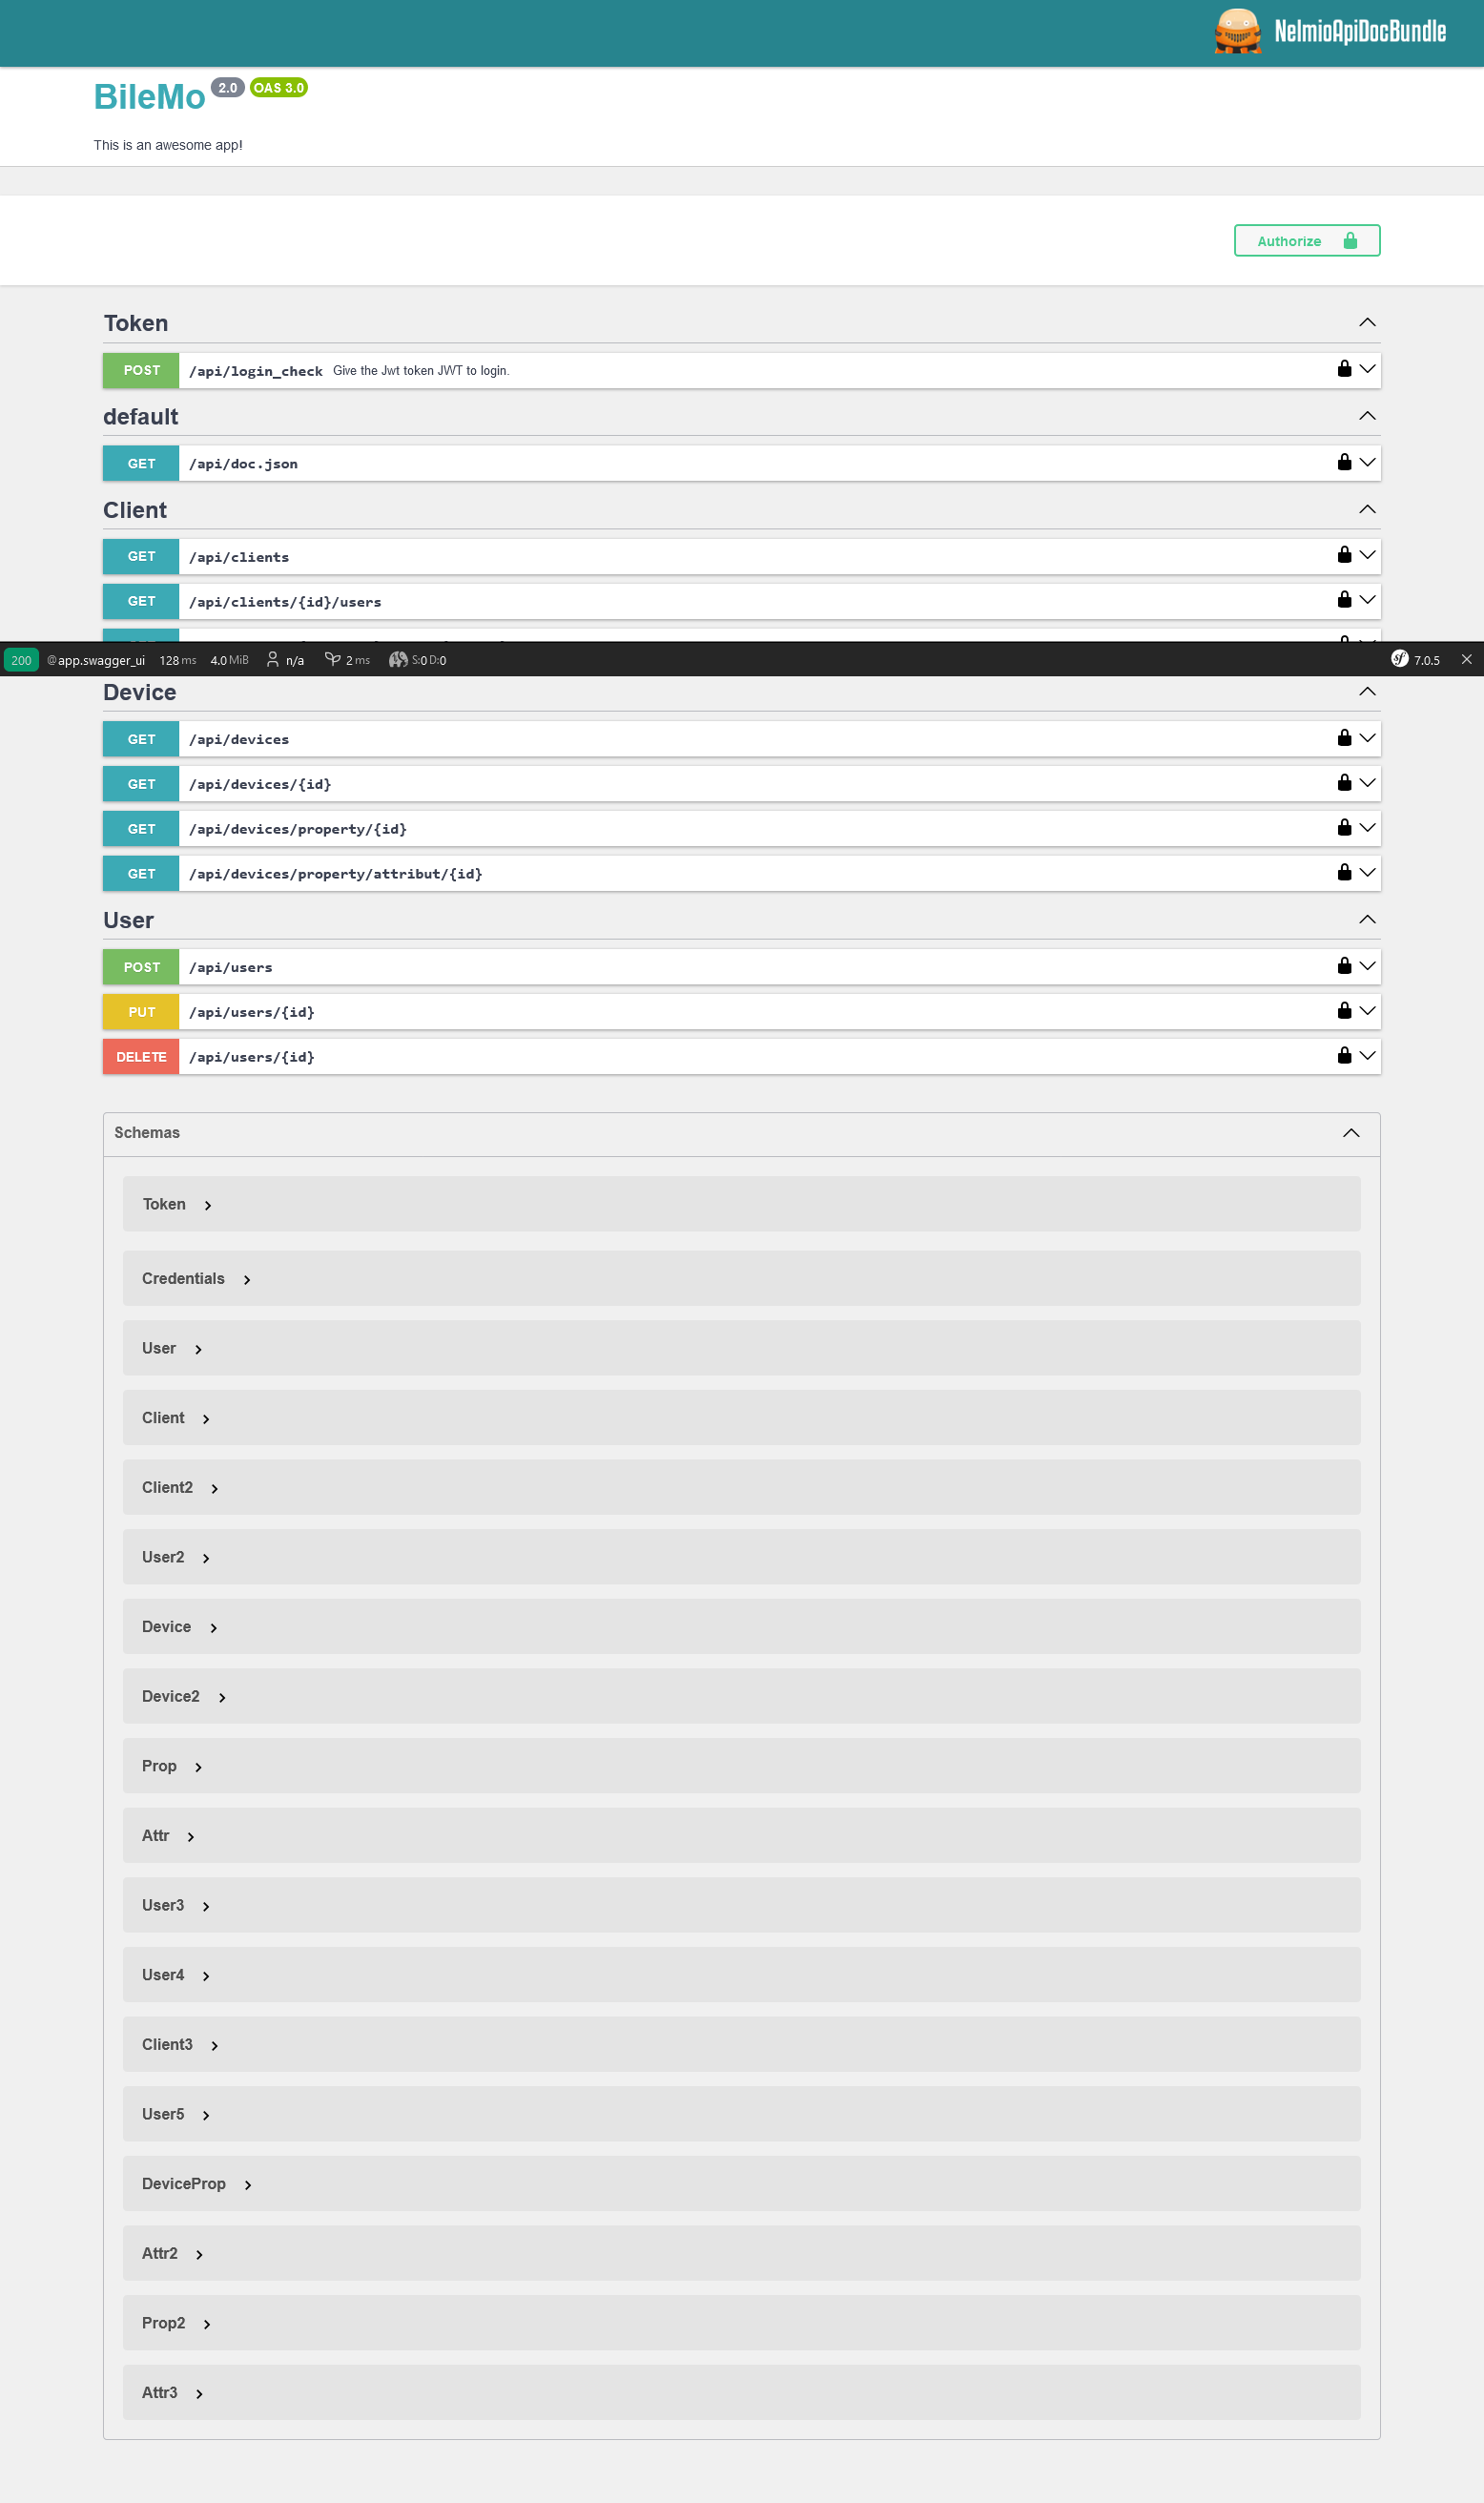 NelmioApiDocBundle
BileMo 2.0 OAS 3.0
This is an awesome app!
Authorize
Token
POST /api/login_check Give the Jwt token JWT to login.
default
GET /api/doc.json
Client
GET /api/clients
GET /api/clients/{id}/users
200 @app.swagger_ui 128 ms 4.0 MiB n/a 2 ms S:0 D:0 sf 7.0.5
Device
GET /api/devices
GET /api/devices/{id}
GET /api/devices/property/{id}
GET /api/devices/property/attribut/{id}
User
POST /api/users
PUT /api/users/{id}
DELETE /api/users/{id}
Schemas
Token
Credentials
User
Client
Client2
User2
Device
Device2
Prop
Attr
User3
User4
Client3
User5
DeviceProp
Attr2
Prop2
Attr3